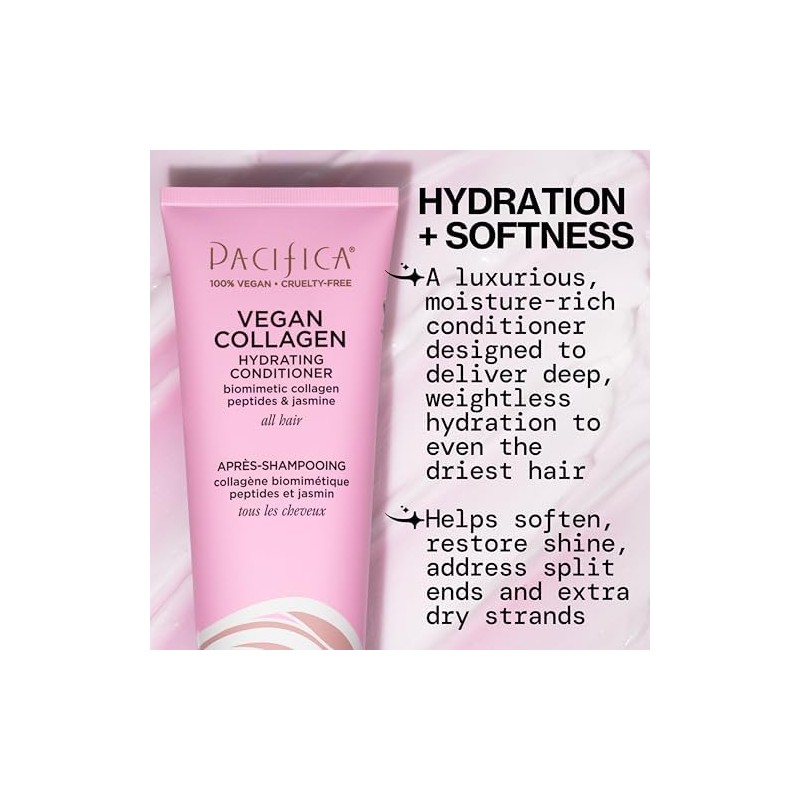 PACIFICA®
100% VEGAN • CRUELTY-FREE
VEGAN
COLLAGEN
HYDRATING
CONDITIONER
biomimetic collagen
peptides & jasmine
all hair
APRÈS-SHAMPOOING
collagène biomimétique
peptides et jasmin
tous les cheveux
HYDRATION
+ SOFTNESS
A luxurious,
moisture-rich
conditioner
designed to
deliver deep,
weightless
hydration to
even the
driest hair
Helps soften,
restore shine,
address split
ends and extra
dry strands